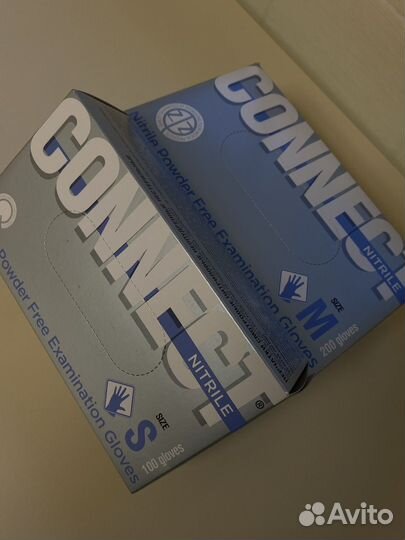 CONNECT
NITRILE
®
Powder Free Examination Gloves
SIZE
S
100 gloves
CONNECT
NITRILE
Nitrile Powder Free Examination Gloves
SIZE
M
200 gloves
Avito